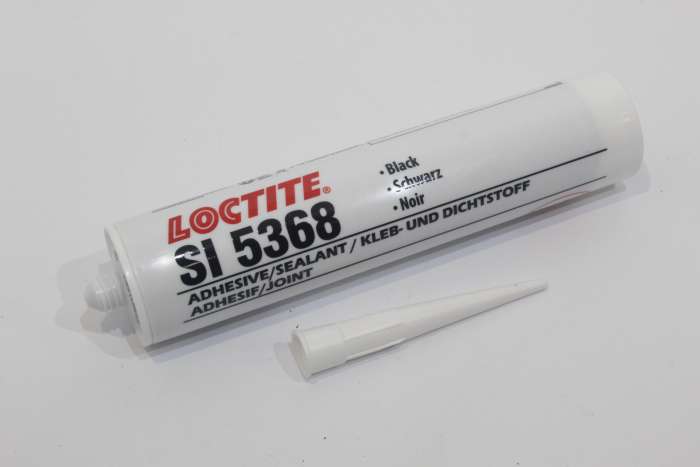 LOCTITE®
SI 5368
ADHESIVE/SEALANT / KLEB- UND DICHTSTOFF
ADHESIF/JOINT
• Black
• Schwarz
• Noir